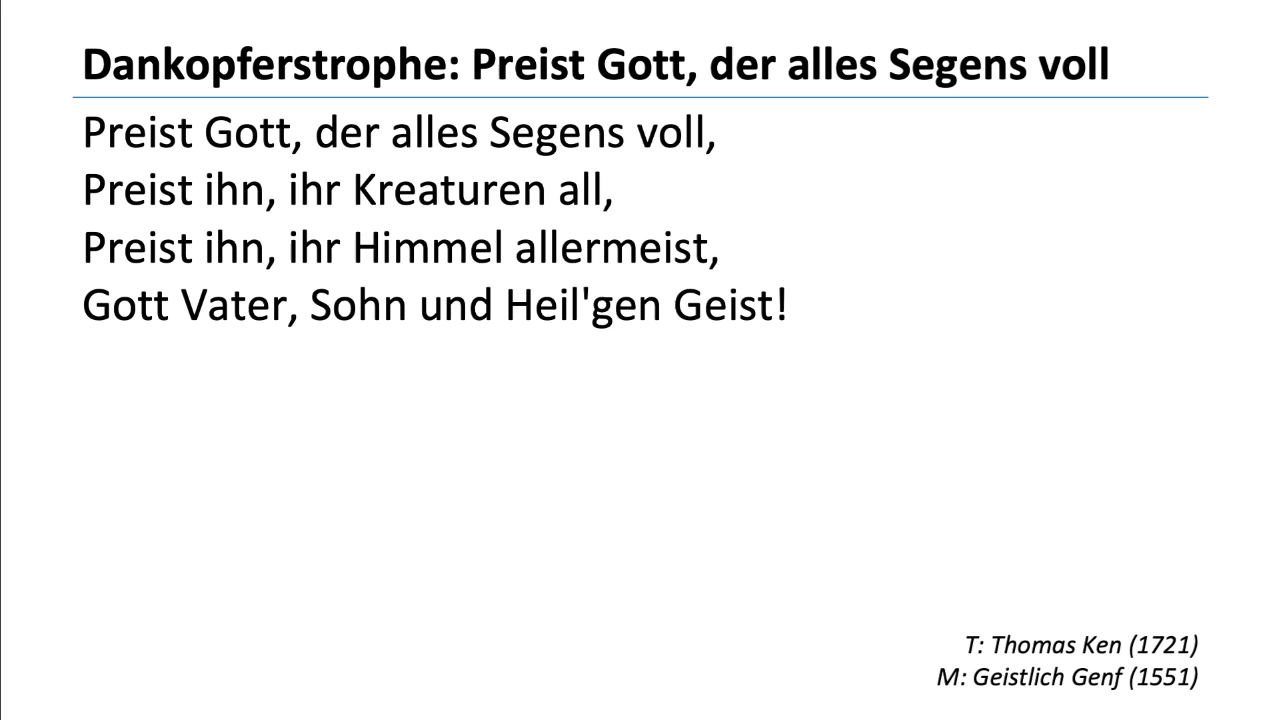 Dankopferstrophe: Preist Gott, der alles Segens voll
Preist Gott, der alles Segens voll,
Preist ihn, ihr Kreaturen all,
Preist ihn, ihr Himmel allermeist,
Gott Vater, Sohn und Heil'gen Geist!
T: Thomas Ken (1721)
M: Geistlich Genf (1551)